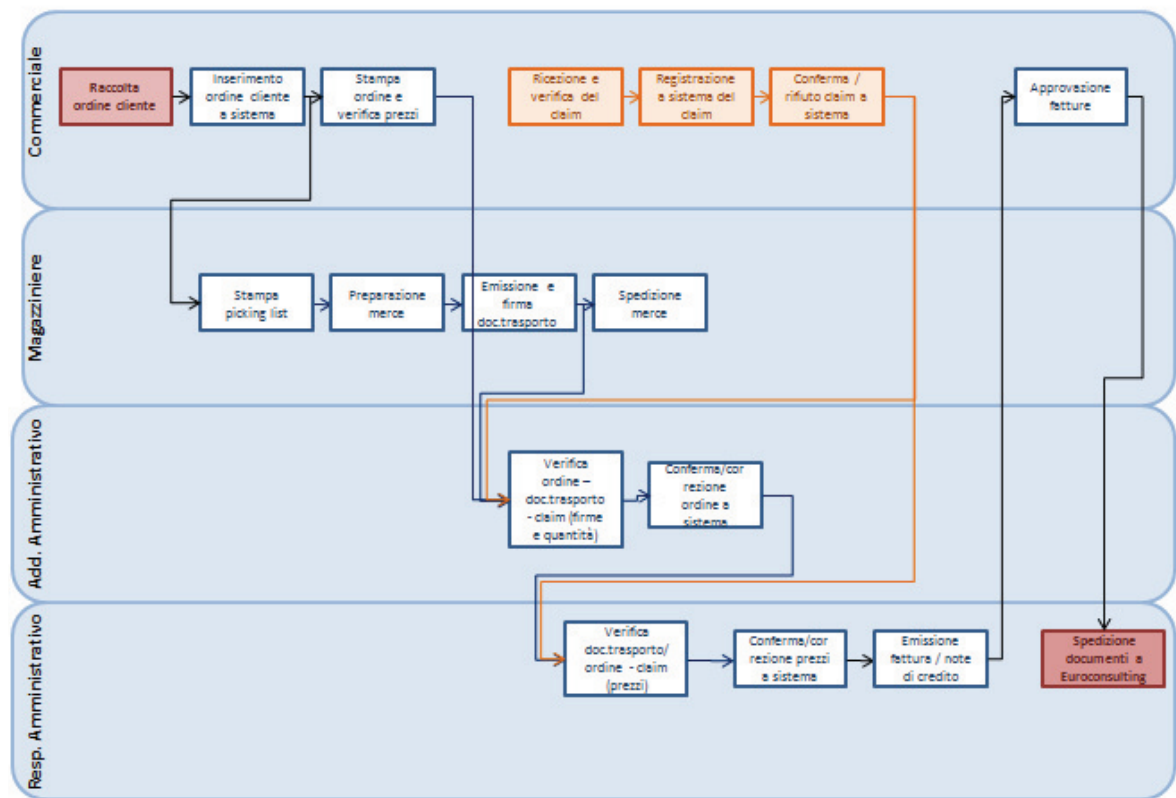 Commerciale
Raccolta
ordine cliente
Inserimento
ordine cliente
a sistema
Stampa
ordine e
verifica prezzi
Ricezione e
verifica del
claim
Registrazione
a sistema del
claim
Conferma /
rifiuto claim a
sistema
Approvazione
fatture
Magazziniere
Stampa
picking list
Preparazione
merce
Emissione e
firma
doc.trasporto
Spedizione
merce
Add. Amministrativo
Verifica
ordine –
doc.trasporto
- claim (firme
e quantità)
Conferma/cor
rezione
ordine a
sistema
Resp. Amministrativo
Verifica
doc.trasporto/
ordine - claim
(prezzi)
Conferma/cor
rezione prezzi
a sistema
Emissione
fattura / note
di credito
Spedizione
documenti a
Euroconsulting